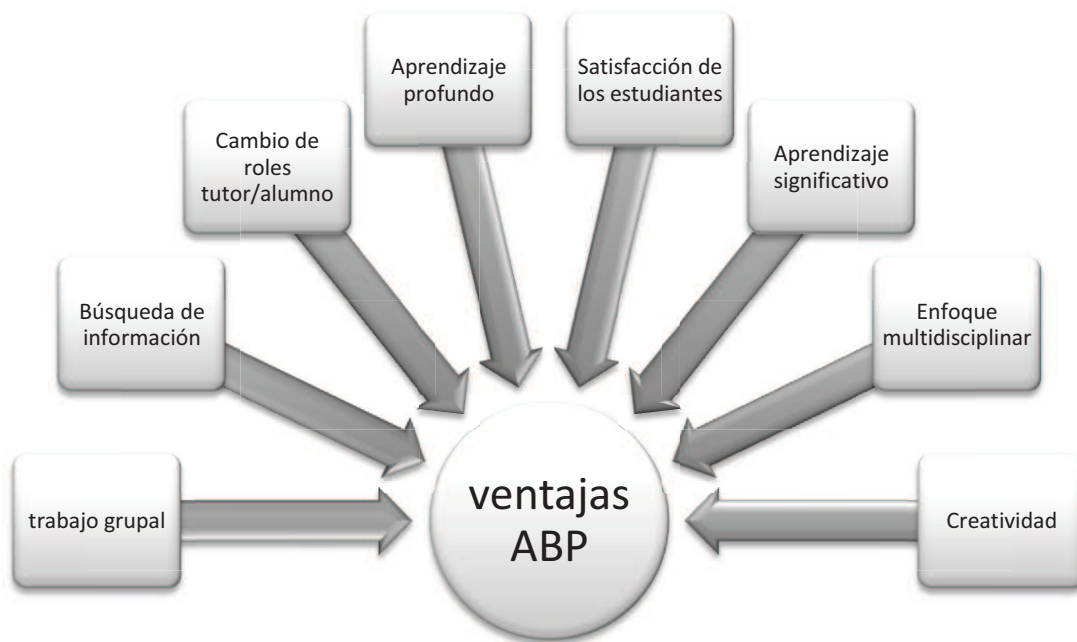 Aprendizaje
profundo
Satisfacción de
los estudiantes
Cambio de
roles
tutor/alumno
Aprendizaje
significativo
Búsqueda de
información
Enfoque
multidisciplinar
trabajo grupal
ventajas
ABP
Creatividad